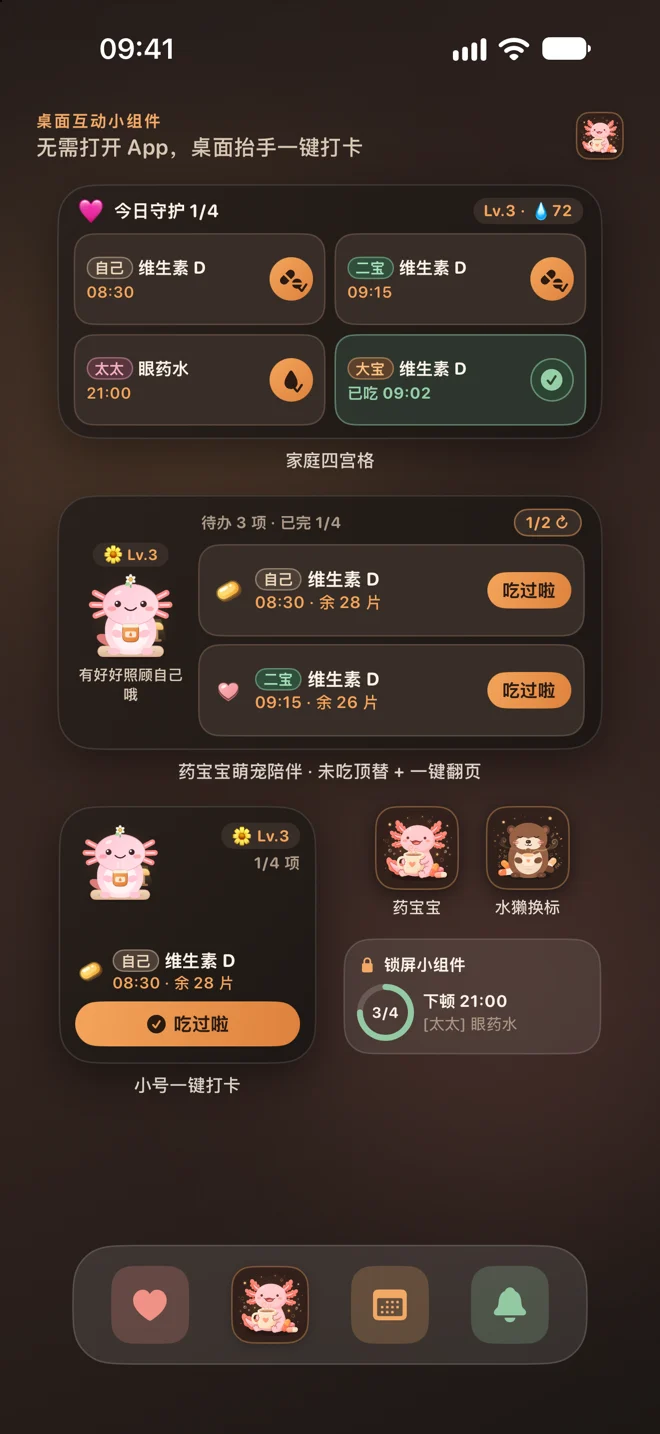 09:41
桌面互动小组件
无需打开 App，桌面抬手一键打卡
今日守护 1/4
Lv.3 · 💧72
自己 维生素 D
08:30
二宝 维生素 D
09:15
太太 眼药水
21:00
大宝 维生素 D
已吃 09:02
家庭四宫格
待办 3 项 · 已完 1/4
1/2
Lv.3
有好好照顾自己
哦
自己 维生素 D
08:30 · 余 28 片
吃过啦
二宝 维生素 D
09:15 · 余 26 片
吃过啦
药宝宝萌宠陪伴 · 未吃顶替 + 一键翻页
Lv.3
1/4 项
自己 维生素 D
08:30 · 余 28 片
吃过啦
小号一键打卡
药宝宝
水獭换标
锁屏小组件
3/4
下顿 21:00
[太太] 眼药水